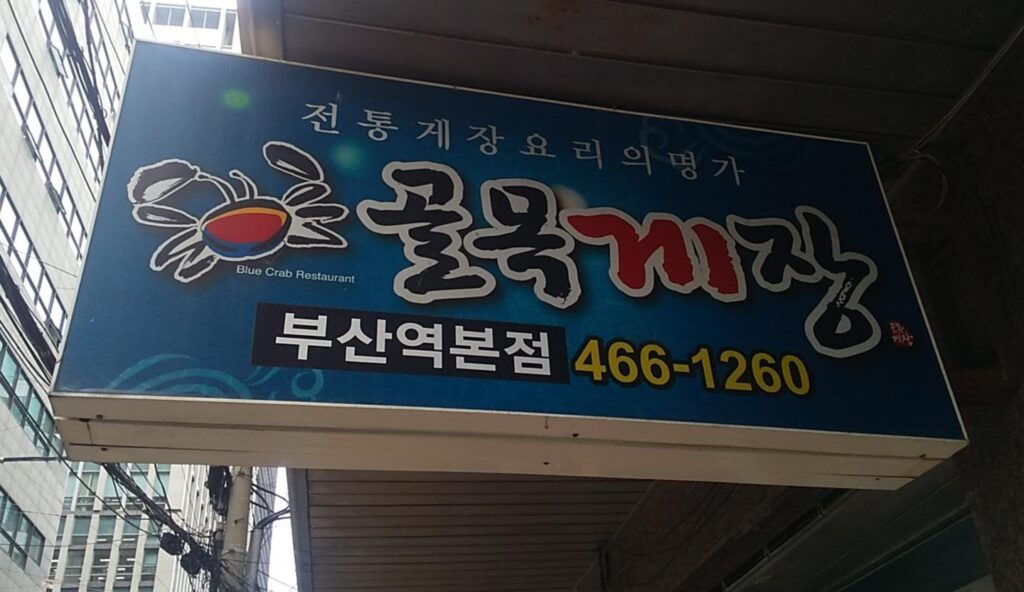 전통게장요리의명가
골목게장
Blue Crab Restaurant
부산역본점 466-1260